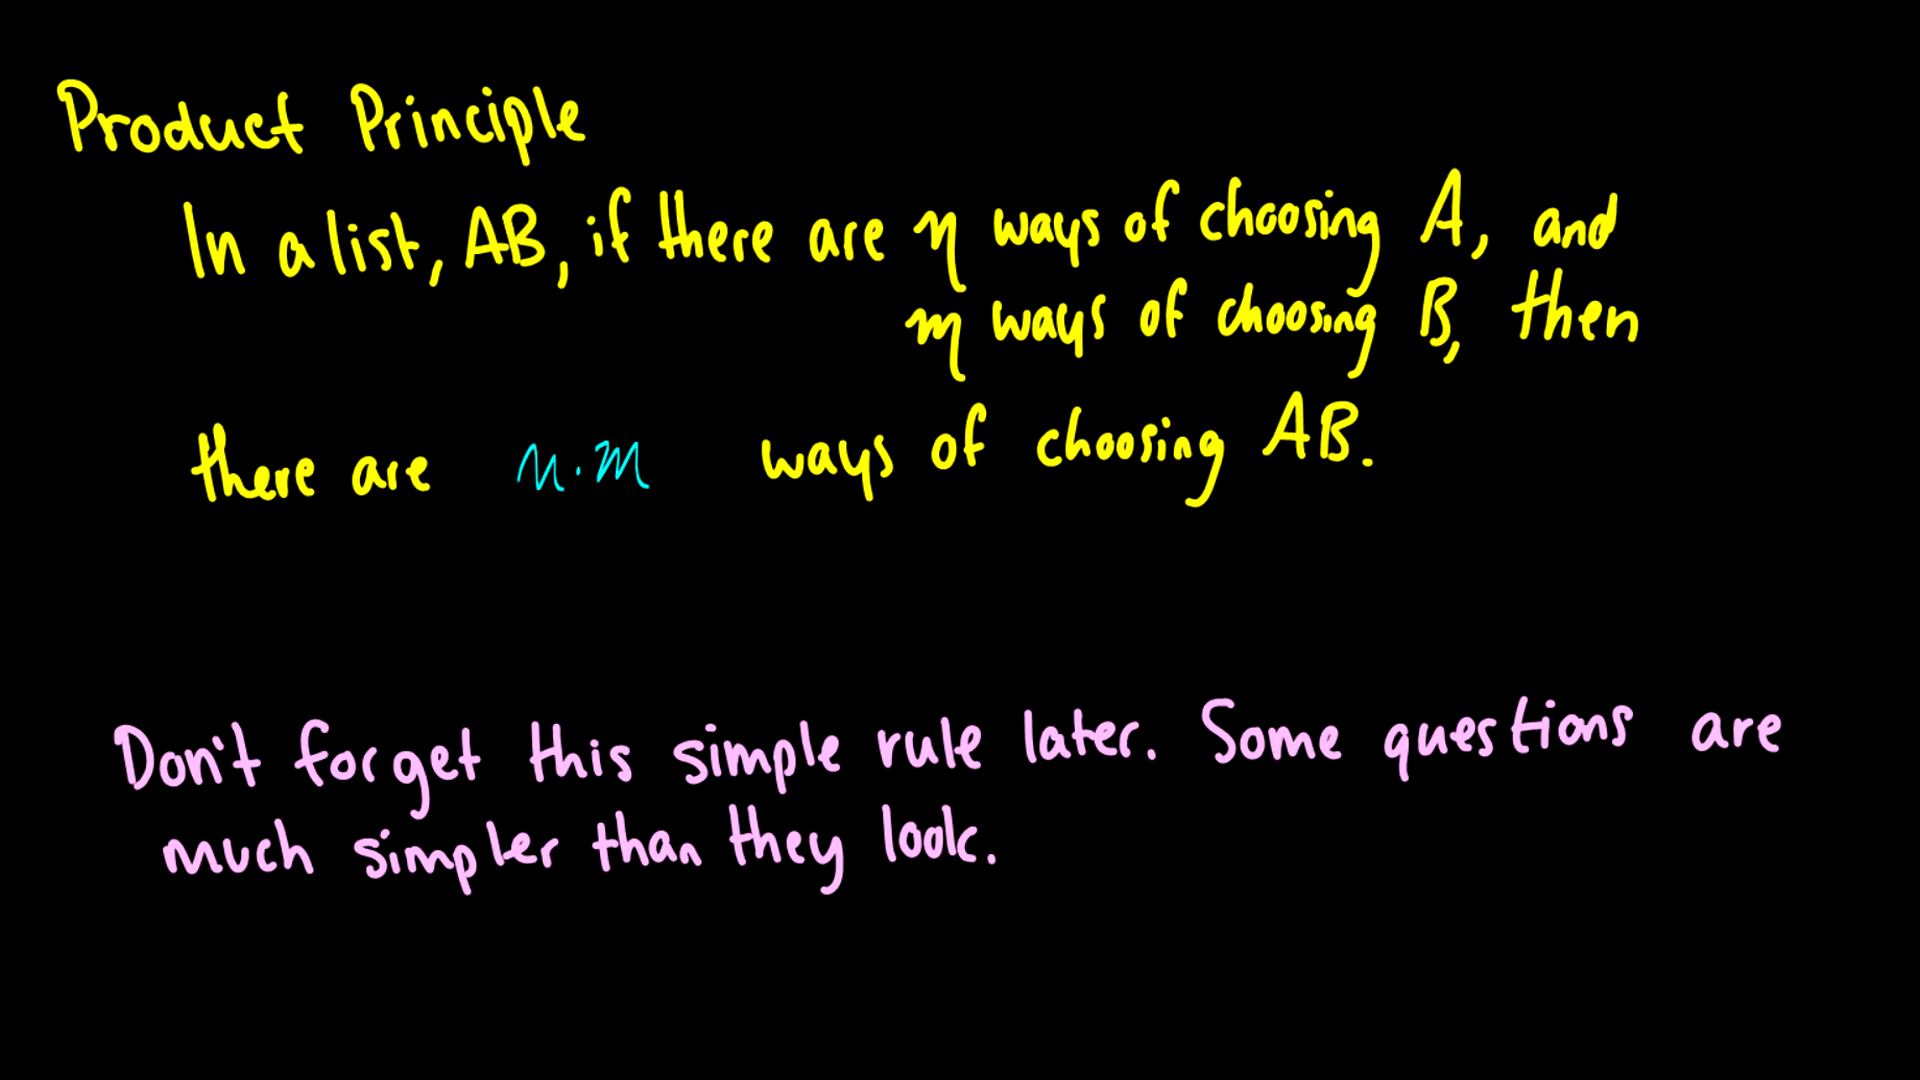 Product Principle
In a list, AB, if there are n ways of choosing A, and
m ways of choosing B, then
there are n·m ways of choosing AB.
Don't forget this simple rule later. Some questions are
much simpler than they look.